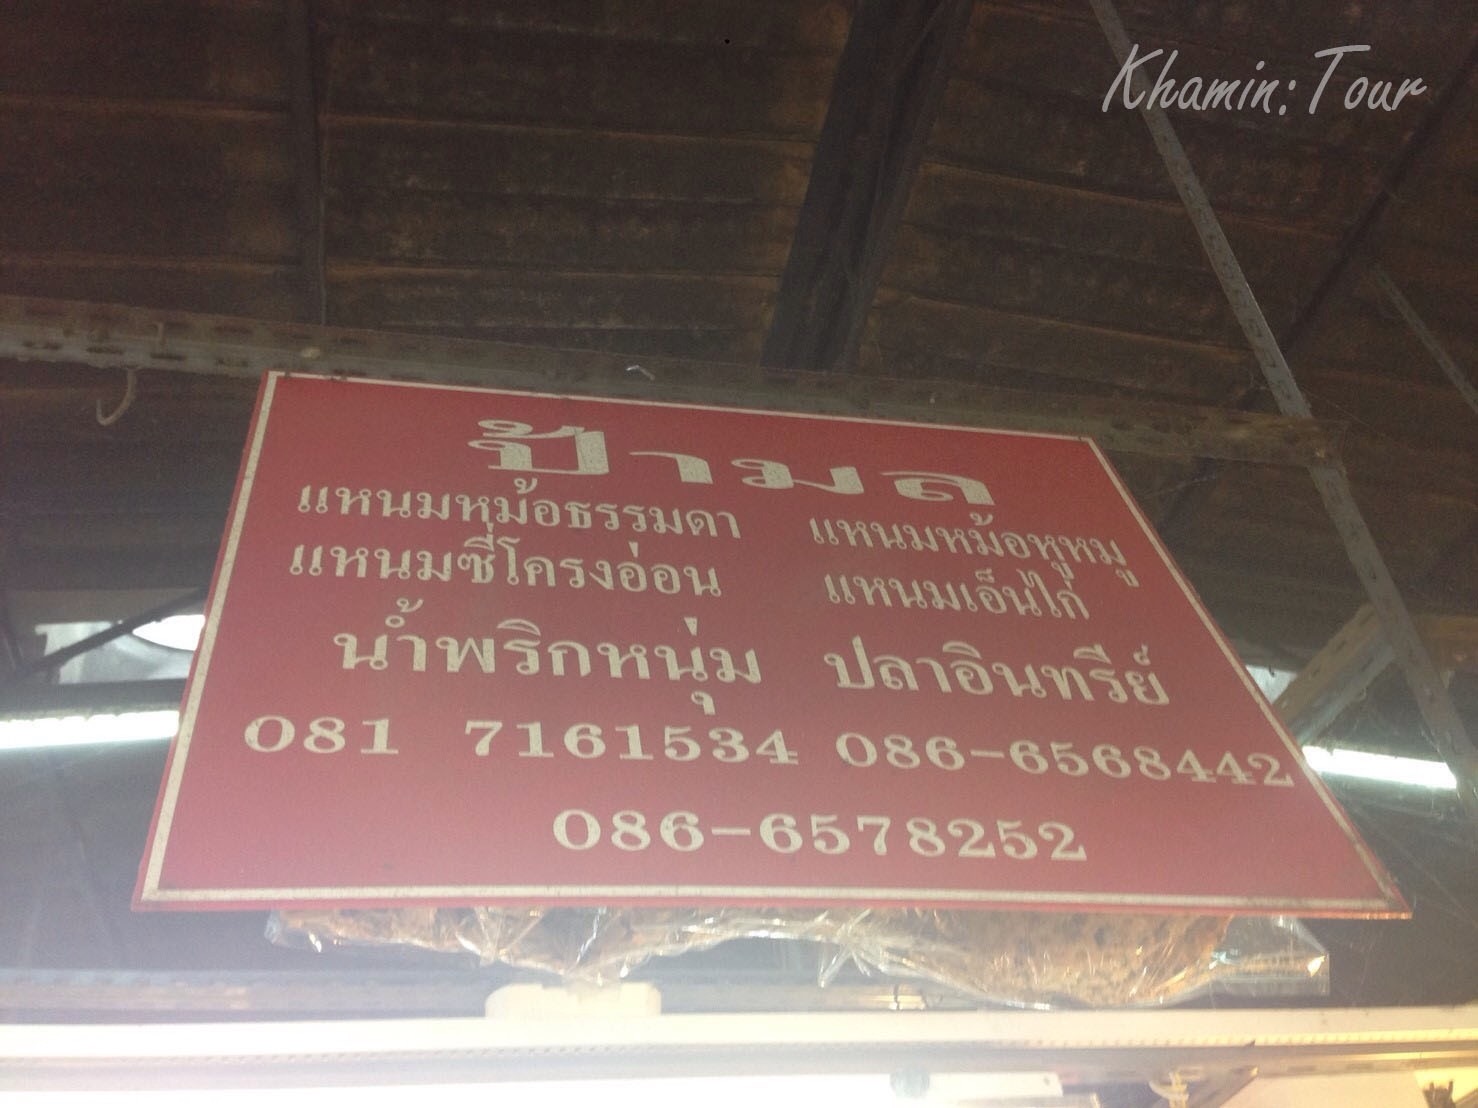 Khamin:Tour
ป้ามล
แหนมหม้อธรรมดา แหนมหม้อหูหมู
แหนมซี่โครงอ่อน แหนมเอ็นไก่
น้ำพริกหนุ่ม ปลาอินทรีย์
081 7161534 086-6568442
086-6578252